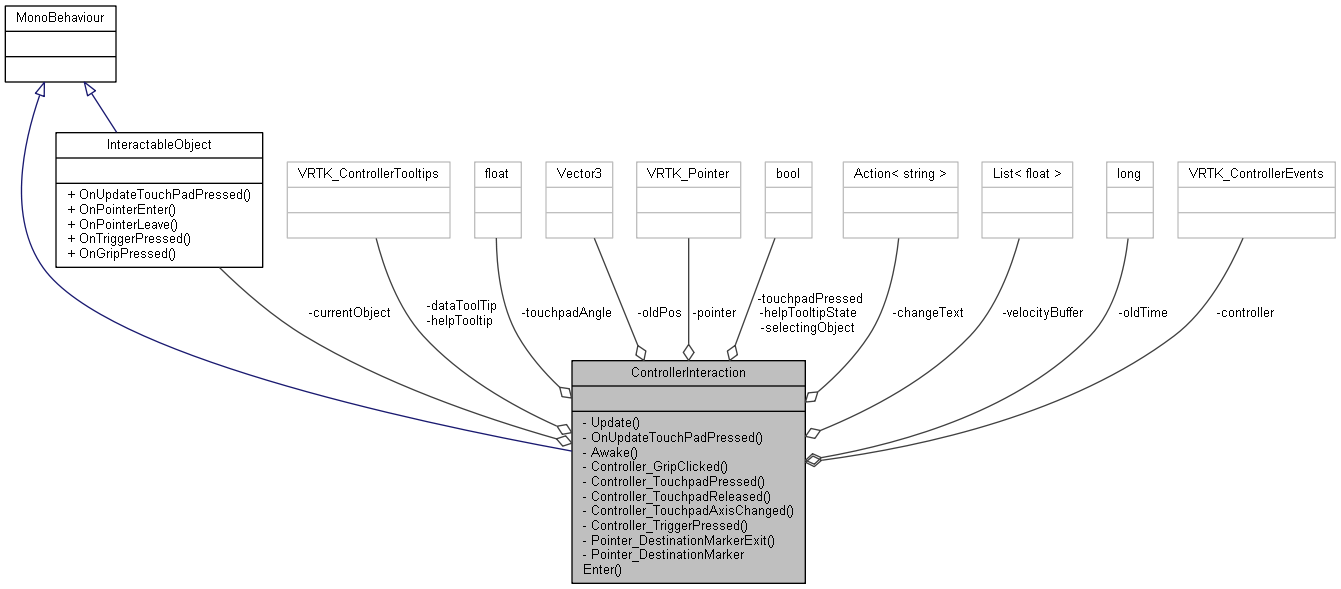 MonoBehaviour
InteractableObject
+ OnUpdateTouchPadPressed()
+ OnPointerEnter()
+ OnPointerLeave()
+ OnTriggerPressed()
+ OnGripPressed()
VRTK_ControllerTooltips
float
Vector3
VRTK_Pointer
bool
Action< string >
List< float >
long
VRTK_ControllerEvents
-currentObject
-dataToolTip
-helpTooltip
-touchpadAngle
-oldPos
-pointer
-touchpadPressed
-helpTooltipState
-selectingObject
-changeText
-velocityBuffer
-oldTime
-controller
ControllerInteraction
- Update()
- OnUpdateTouchPadPressed()
- Awake()
- Controller_GripClicked()
- Controller_TouchpadPressed()
- Controller_TouchpadReleased()
- Controller_TouchpadAxisChanged()
- Controller_TriggerPressed()
- Pointer_DestinationMarkerExit()
- Pointer_DestinationMarker
Enter()